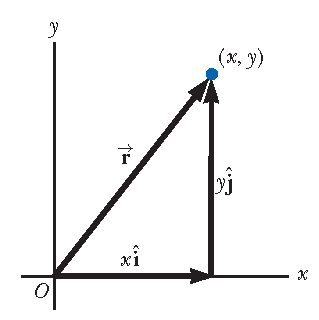 y
(x, y)
r⃗
yĵ
xî
x
O